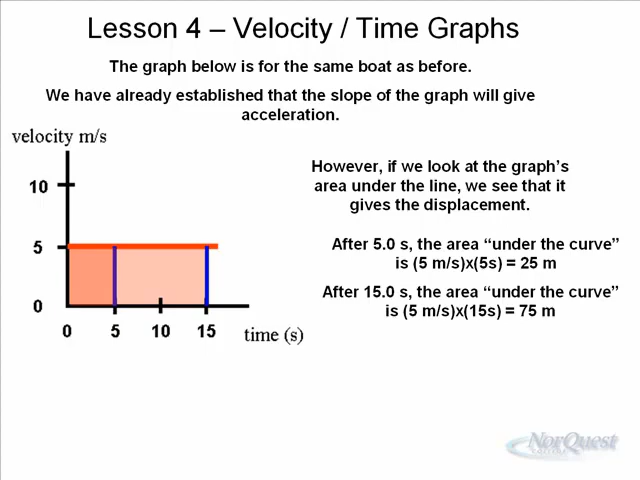 Lesson 4 – Velocity / Time Graphs
The graph below is for the same boat as before.
We have already established that the slope of the graph will give
acceleration.
velocity m/s
10
5
0
0 5 10 15 time (s)
However, if we look at the graph's
area under the line, we see that it
gives the displacement.
After 5.0 s, the area “under the curve”
is (5 m/s)x(5s) = 25 m
After 15.0 s, the area “under the curve”
is (5 m/s)x(15s) = 75 m
NorQuest